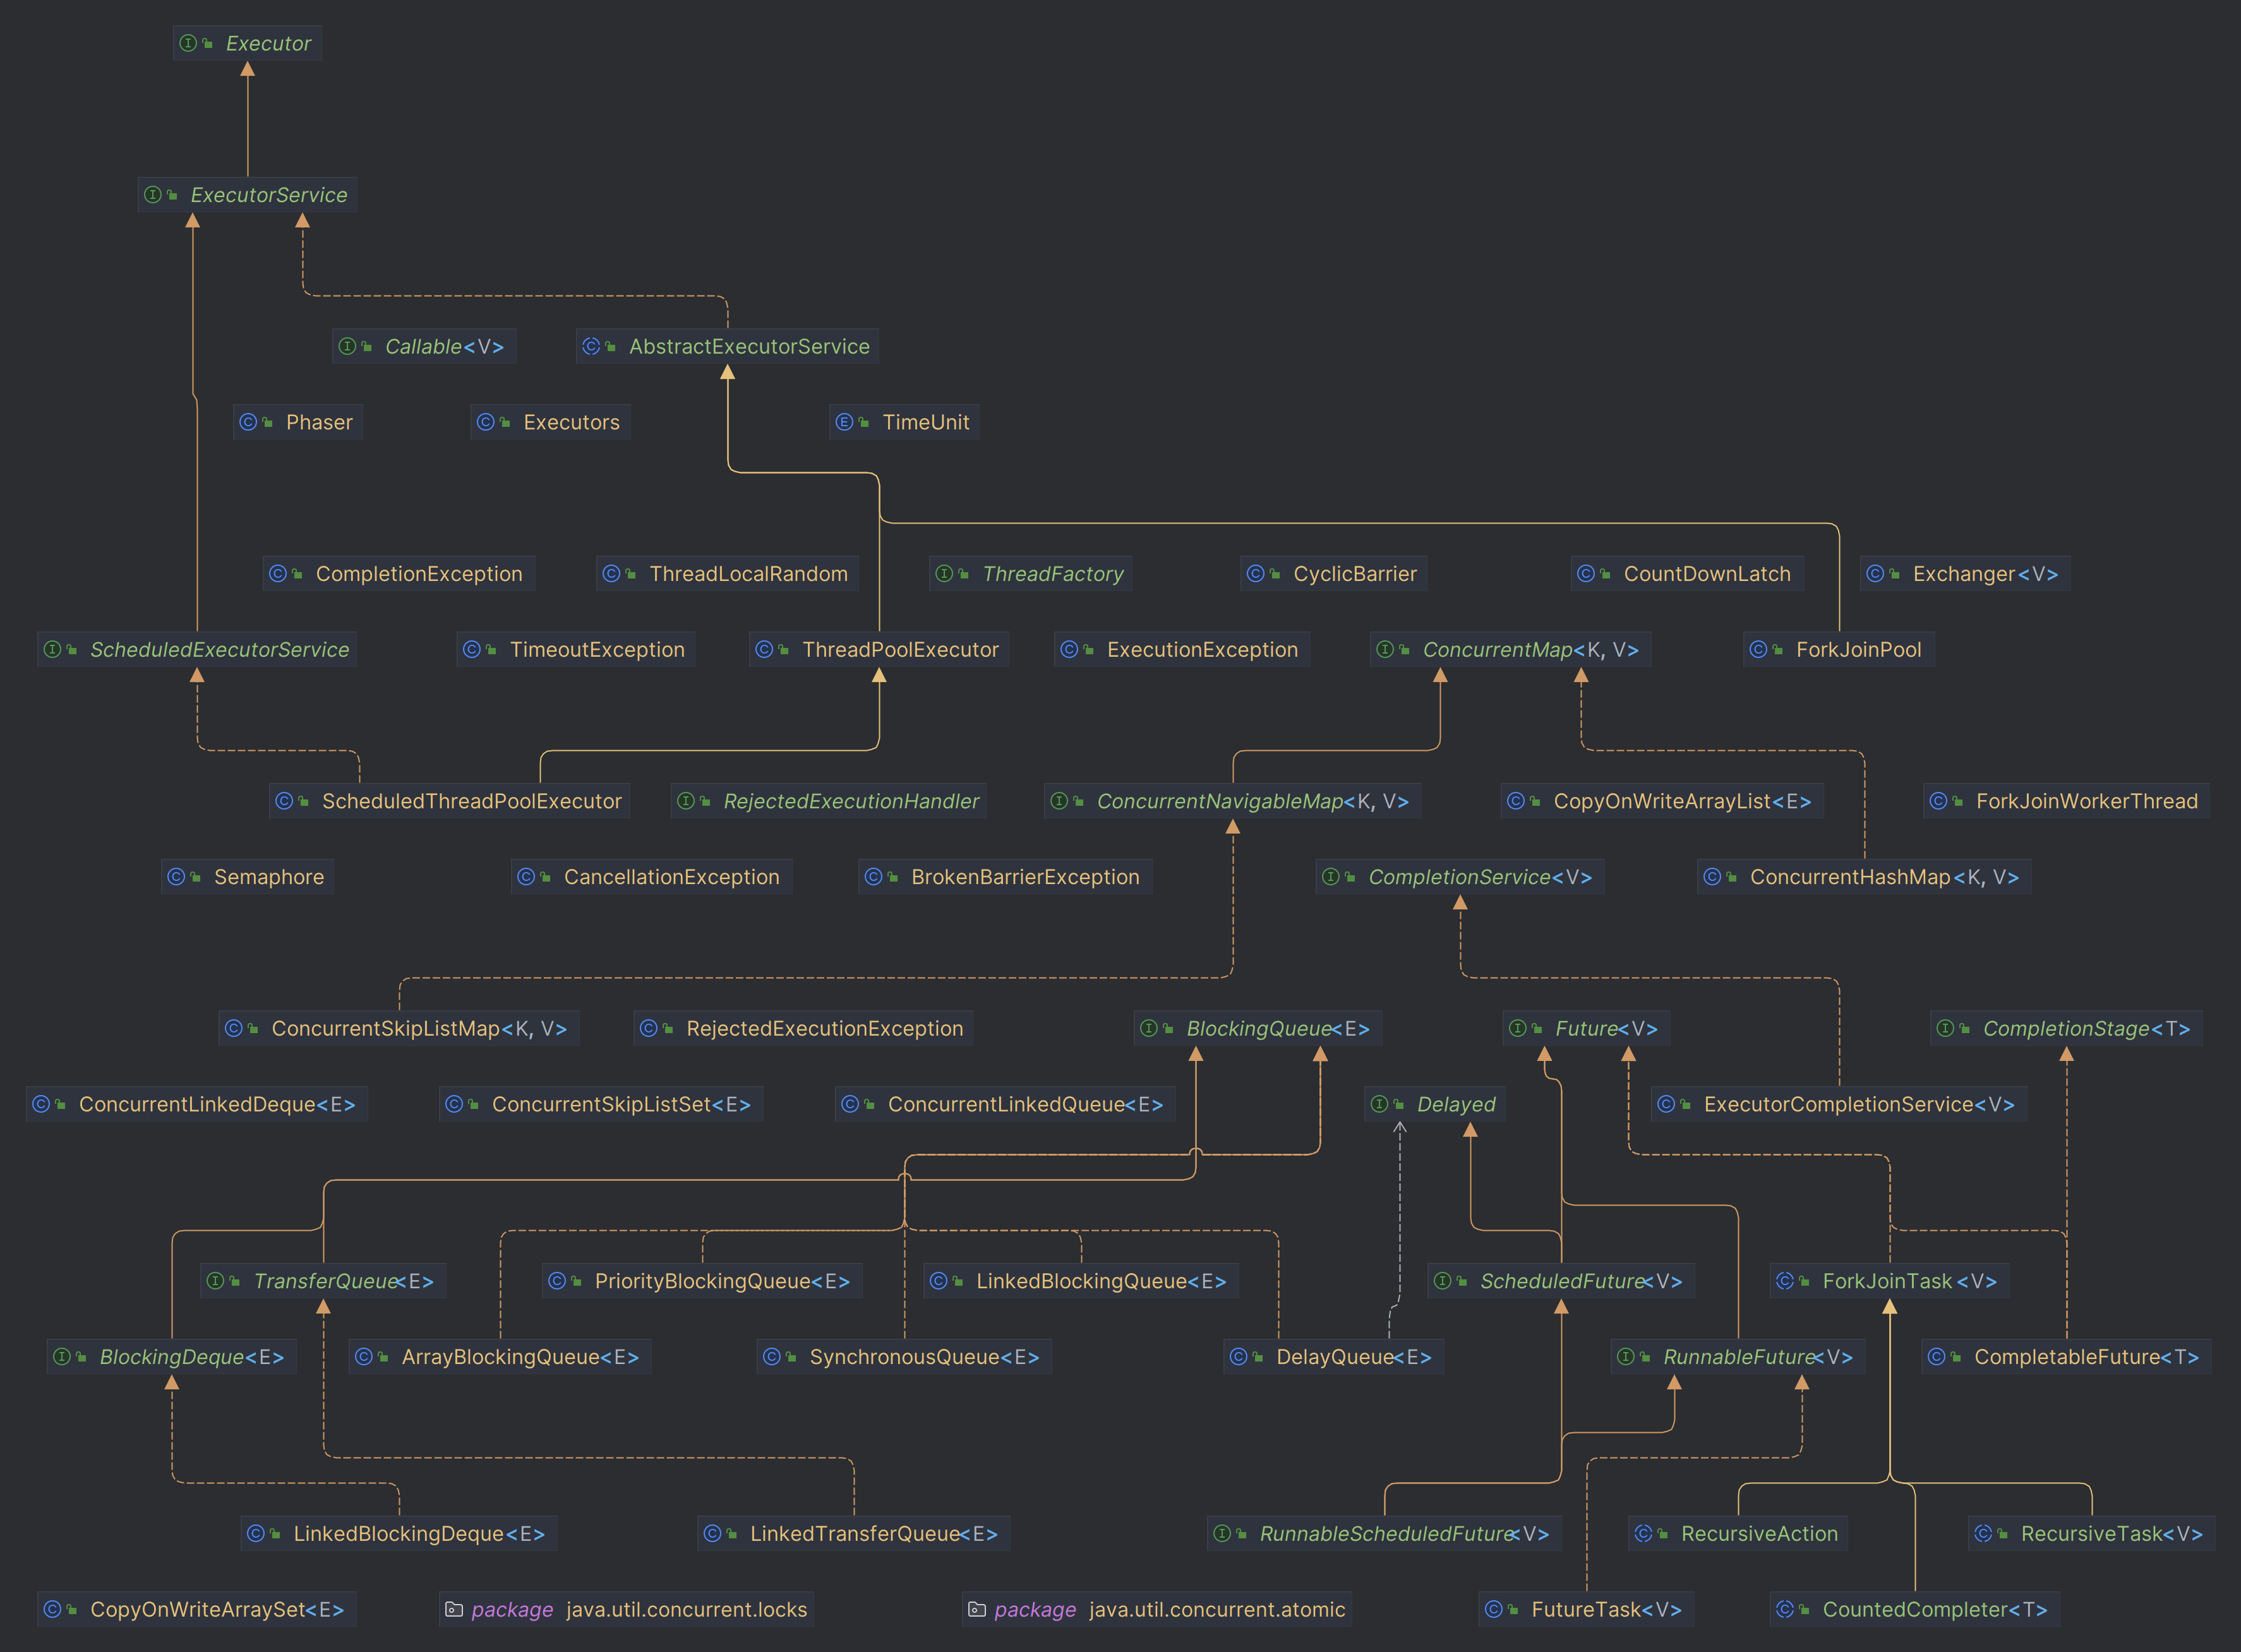 Executor
ExecutorService
Callable<V>
AbstractExecutorService
Phaser
Executors
TimeUnit
CompletionException
ThreadLocalRandom
ThreadFactory
CyclicBarrier
CountDownLatch
Exchanger<V>
ScheduledExecutorService
TimeoutException
ThreadPoolExecutor
ExecutionException
ConcurrentMap<K, V>
ForkJoinPool
ScheduledThreadPoolExecutor
RejectedExecutionHandler
ConcurrentNavigableMap<K, V>
CopyOnWriteArrayList<E>
ForkJoinWorkerThread
Semaphore
CancellationException
BrokenBarrierException
CompletionService<V>
ConcurrentHashMap<K, V>
ConcurrentSkipListMap<K, V>
RejectedExecutionException
BlockingQueue<E>
Future<V>
CompletionStage<T>
ConcurrentLinkedDeque<E>
ConcurrentSkipListSet<E>
ConcurrentLinkedQueue<E>
Delayed
ExecutorCompletionService<V>
TransferQueue<E>
PriorityBlockingQueue<E>
LinkedBlockingQueue<E>
ScheduledFuture<V>
ForkJoinTask<V>
BlockingDeque<E>
ArrayBlockingQueue<E>
SynchronousQueue<E>
DelayQueue<E>
RunnableFuture<V>
CompletableFuture<T>
LinkedBlockingDeque<E>
LinkedTransferQueue<E>
RunnableScheduledFuture<V>
RecursiveAction
RecursiveTask<V>
CopyOnWriteArraySet<E>
package java.util.concurrent.locks
package java.util.concurrent.atomic
FutureTask<V>
CountedCompleter<T>